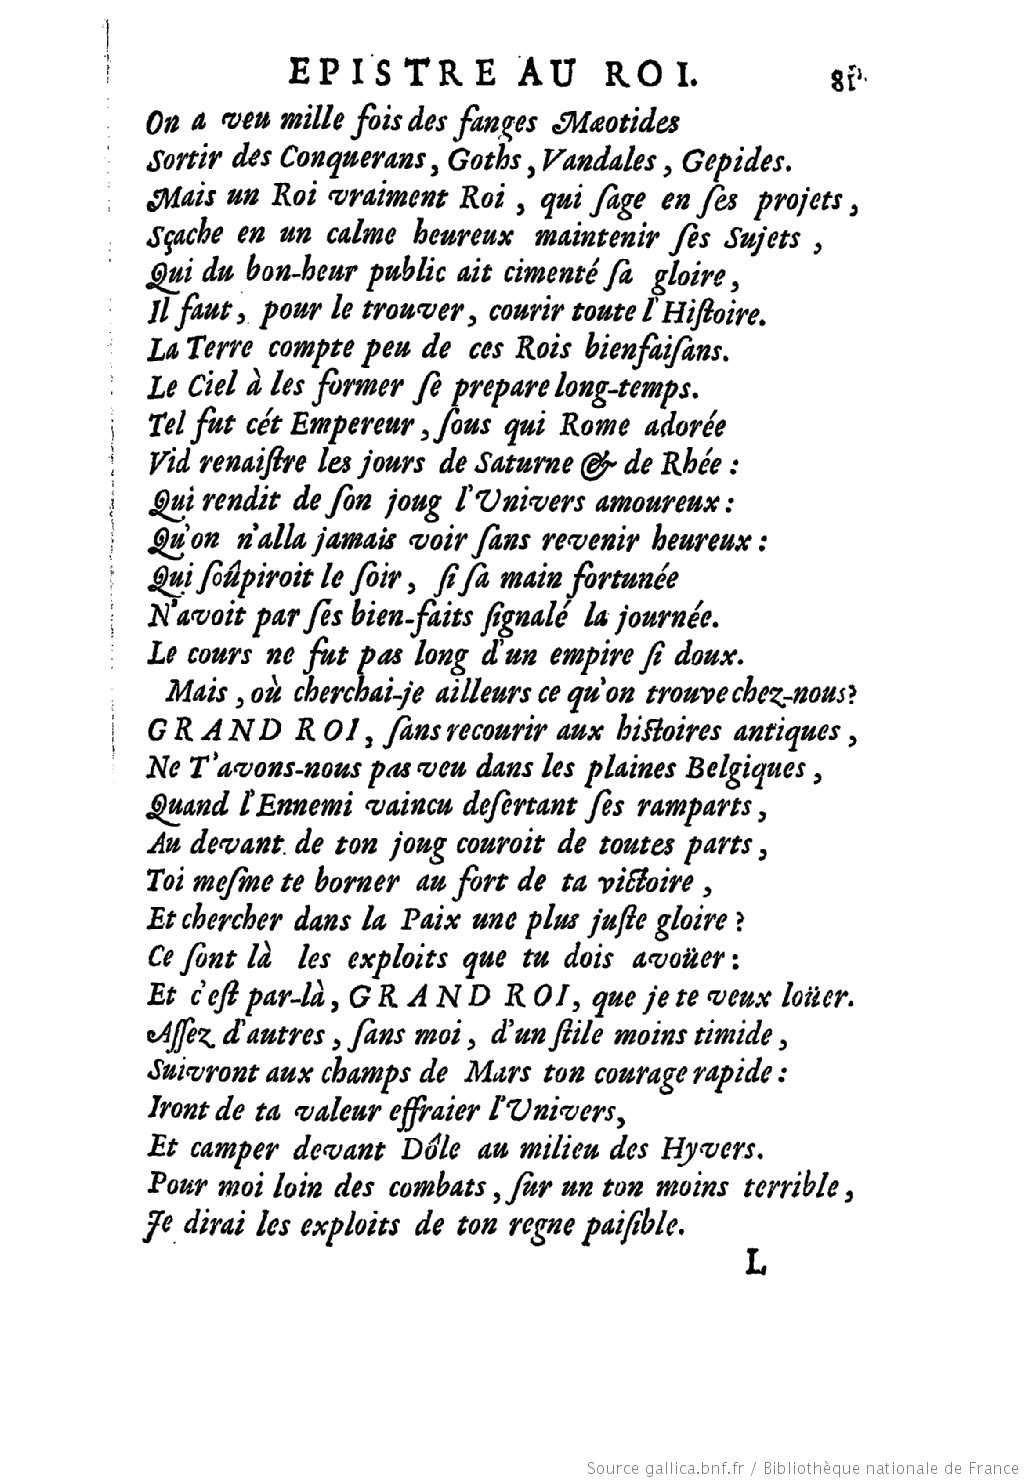 EPISTRE AU ROI. 81
On a veu mille fois des fanges Mæotides
Sortir des Conquerans, Goths, Vandales, Gepides.
Mais un Roi vraiment Roi, qui ſage en ſes projets,
Sçache en un calme heureux maintenir ſes Sujets,
Qui du bon-heur public ait cimenté ſa gloire,
Il faut, pour le trouver, courir toute l'Hiſtoire.
La Terre compte peu de ces Rois bienfaiſans.
Le Ciel à les former ſe prepare long-temps.
Tel fut cét Empereur, ſous qui Rome adorée
Vid renaiſtre les jours de Saturne & de Rhée :
Qui rendit de ſon joug l'Univers amoureux :
Qu'on n'alla jamais voir ſans revenir heureux :
Qui ſoûpiroit le ſoir, ſi ſa main fortunée
N'avoit par ſes bien-faits ſignalé la journée.
Le cours ne fut pas long d'un empire ſi doux.
Mais, où cherchai-je ailleurs ce qu'on trouve chez-nous?
GRAND ROI, ſans recourir aux hiſtoires antiques,
Ne T'avons-nous pas veu dans les plaines Belgiques,
Quand l'Ennemi vaincu deſertant ſes ramparts,
Au devant de ton joug couroit de toutes parts,
Toi meſme te borner au fort de ta victoire,
Et chercher dans la Paix une plus juſte gloire ?
Ce ſont là les exploits que tu dois avoüer :
Et c'eſt par-là, GRAND ROI, que je te veux loüer.
Aſſez d'autres, ſans moi, d'un ſtile moins timide,
Suivront aux champs de Mars ton courage rapide :
Iront de ta valeur effraier l'Univers,
Et camper devant Dôle au milieu des Hyvers.
Pour moi loin des combats, ſur un ton moins terrible,
Je dirai les exploits de ton regne paiſible.
L
Source gallica.bnf.fr / Bibliothèque nationale de France